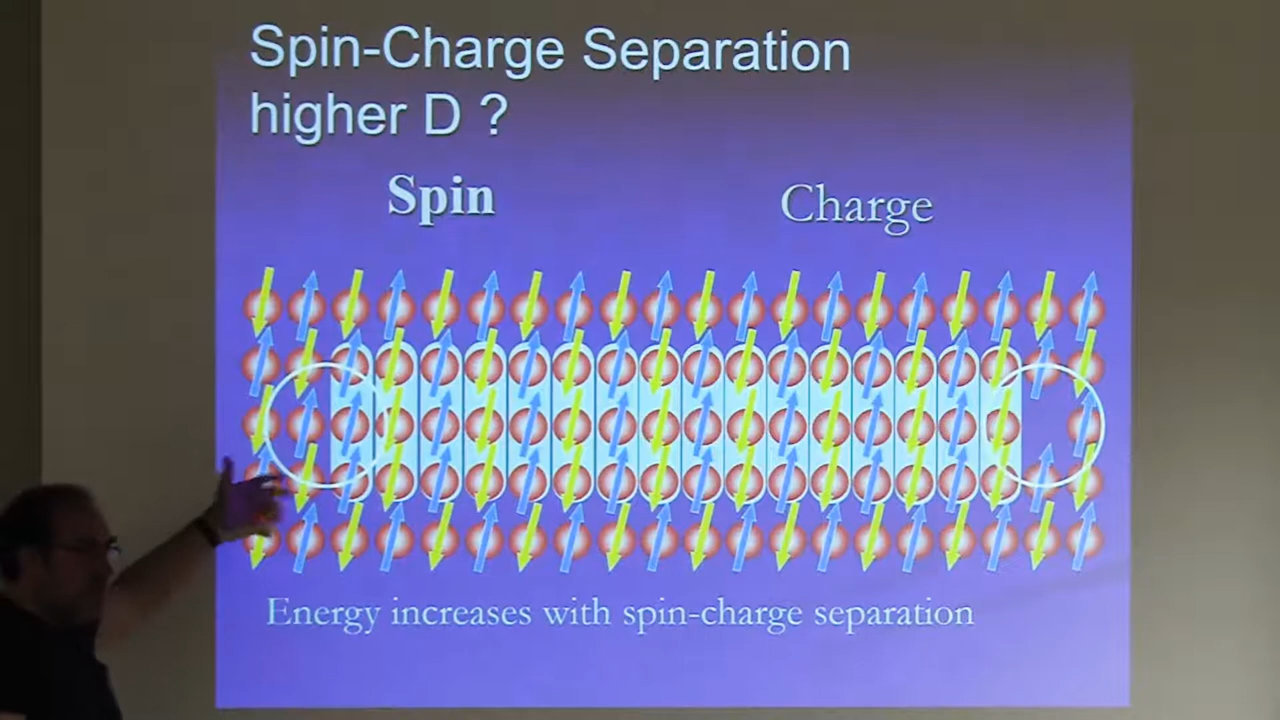 Spin-Charge Separation
higher D ?
Spin
Charge
Energy increases with spin-charge separation